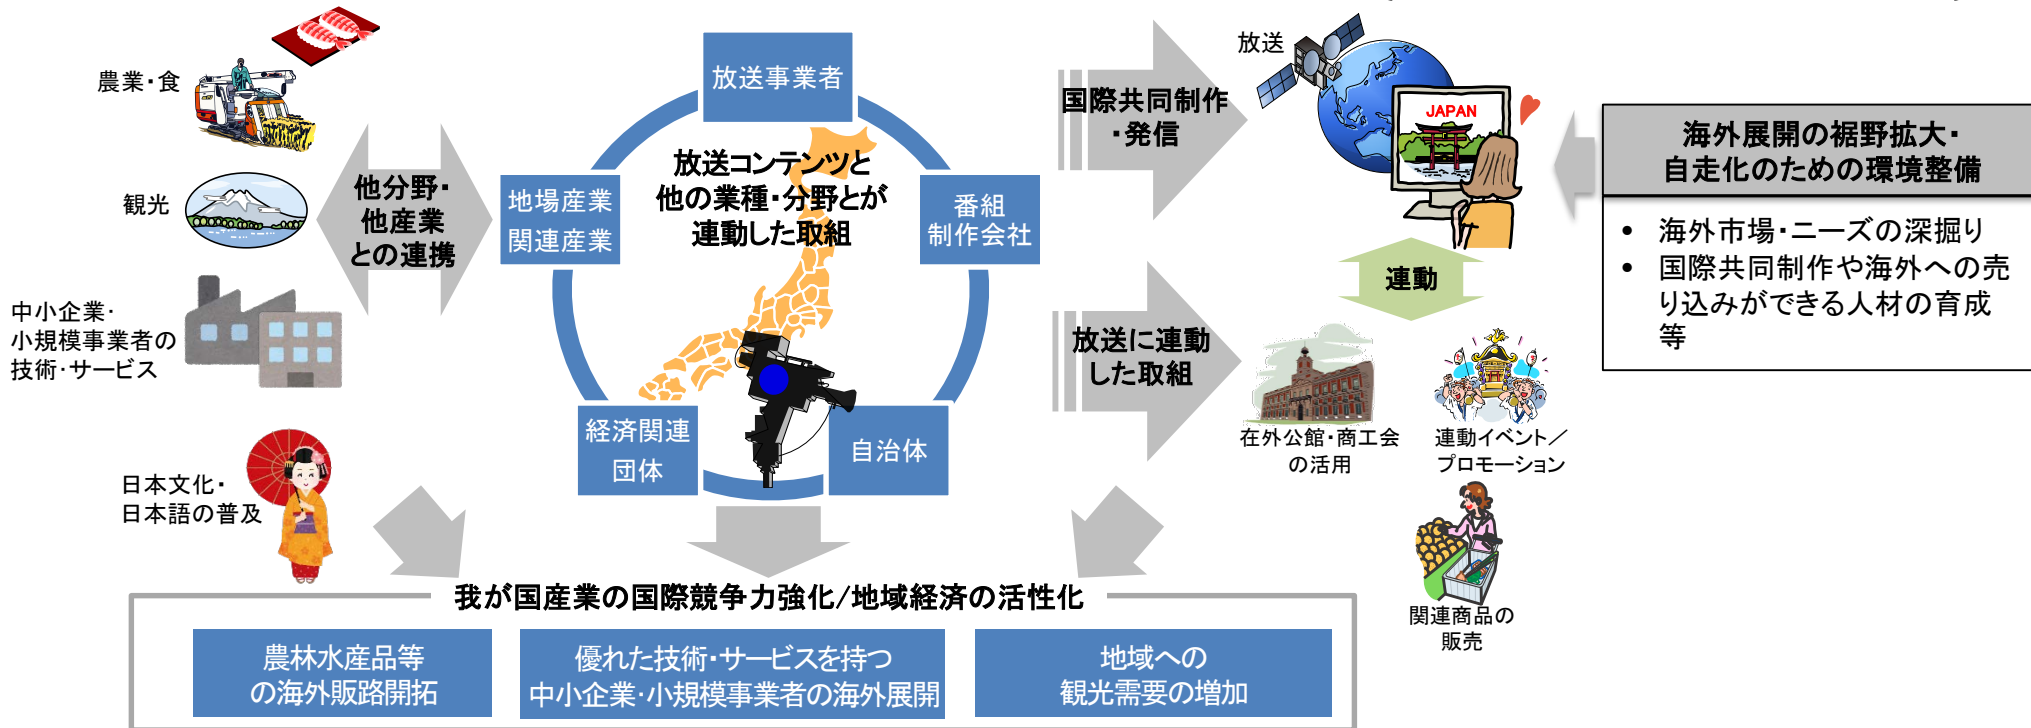 農業・食
観光
中小企業・
小規模事業者の
技術・サービス
日本文化・
日本語の普及
他分野・
他産業
との連携
放送事業者
放送コンテンツと
他の業種・分野とが
連動した取組
地場産業
関連産業
番組
制作会社
経済関連
団体
自治体
国際共同制作
・発信
放送に連動
した取組
放送
JAPAN
連動
在外公館・商工会
の活用
連動イベント／
プロモーション
関連商品の
販売
海外展開の裾野拡大・
自走化のための環境整備
• 海外市場・ニーズの深掘り
• 国際共同制作や海外への売
り込みができる人材の育成
等
我が国産業の国際競争力強化/地域経済の活性化
農林水産品等
の海外販路開拓
優れた技術・サービスを持つ
中小企業・小規模事業者の海外展開
地域への
観光需要の増加